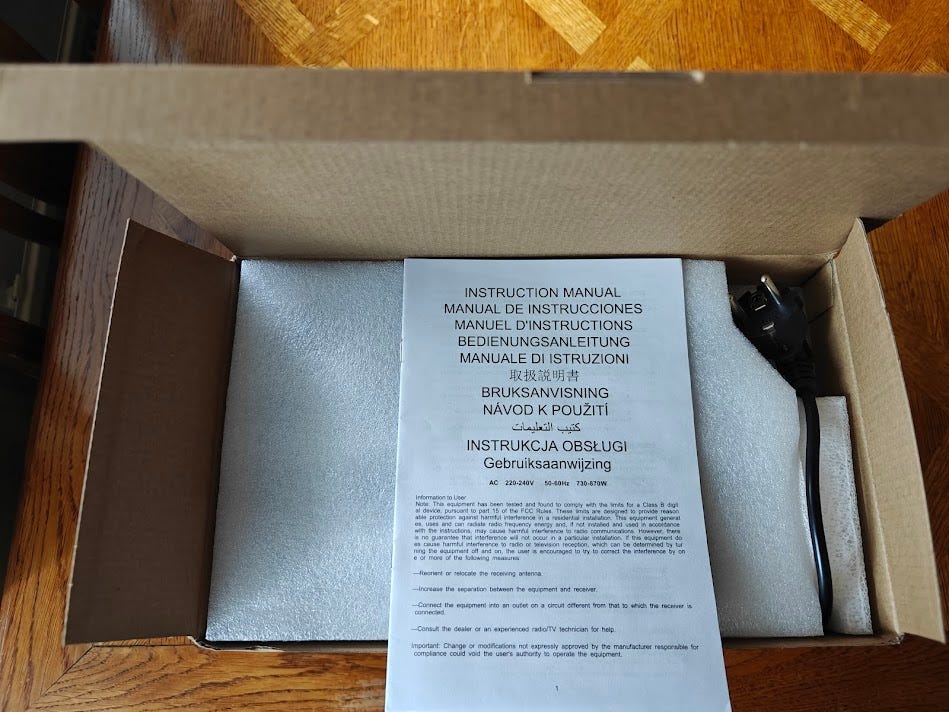 INSTRUCTION MANUAL
MANUAL DE INSTRUCCIONES
MANUEL D'INSTRUCTIONS
BEDIENUNGSANLEITUNG
MANUALE DI ISTRUZIONI
取扱説明書
BRUKSANVISNING
NÁVOD K POUŽITÍ
كتيب التعليمات
INSTRUKCJA OBSŁUGI
Gebruiksaanwijzing
AC 220-240V 50-60Hz 730-870W
Information to User
Note: This equipment has been tested and found to comply with the limits for a Class B digit
al device, pursuant to part 15 of the FCC Rules. These limits are designed to provide reason
able protection against harmful interference in a residential installation. This equipment generat
es, uses and can radiate radio frequency energy and, if not installed and used in accordance
with the instructions, may cause harmful interference to radio communications. However, there
is no guarantee that interference will not occur in a particular installation. If this equipment do
es cause harmful interference to radio or television reception, which can be determined by tur
ning the equipment off and on, the user is encouraged to try to correct the interference by on
e or more of the following measures:
—Reorient or relocate the receiving antenna.
—Increase the separation between the equipment and receiver.
—Connect the equipment into an outlet on a circuit different from that to which the receiver is
connected.
—Consult the dealer or an experienced radio/TV technician for help.
Important: Change or modifications not expressly approved by the manufacturer responsible for
compliance could void the user's authority to operate the equipment.
1